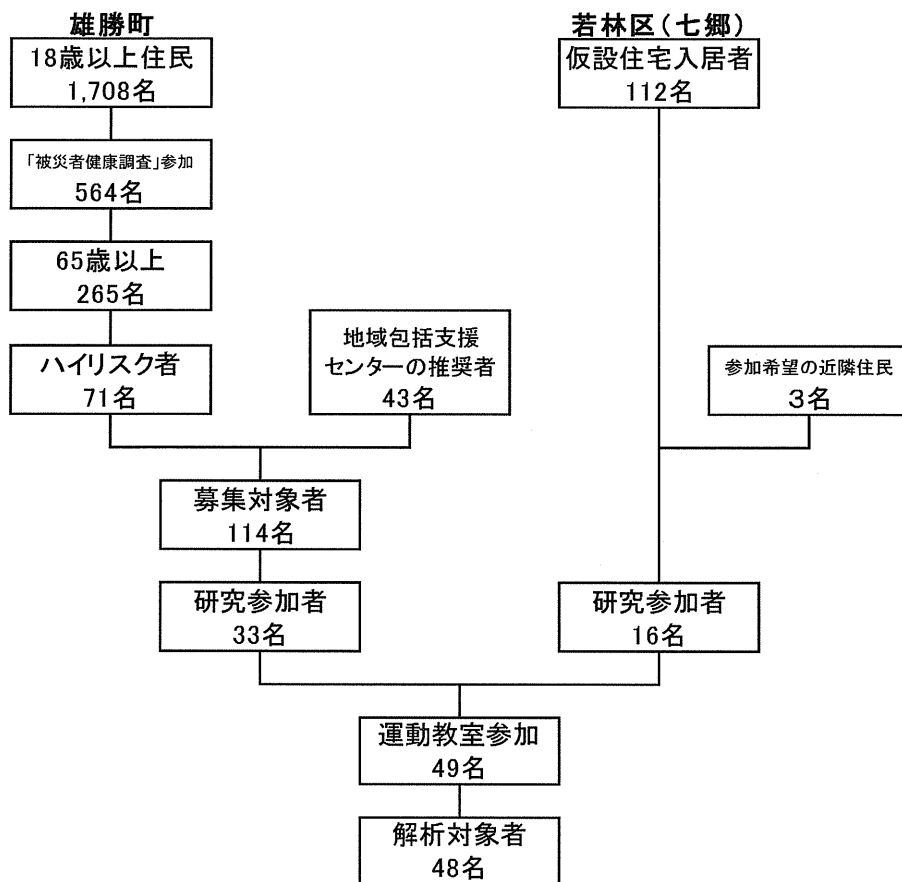 雄勝町
18歳以上住民
1,708名
「被災者健康調査」参加
564名
65歳以上
265名
ハイリスク者
71名
地域包括支援
センターの推奨者
43名
募集対象者
114名
研究参加者
33名
若林区(七郷)
仮設住宅入居者
112名
参加希望の近隣住民
3名
研究参加者
16名
運動教室参加
49名
解析対象者
48名